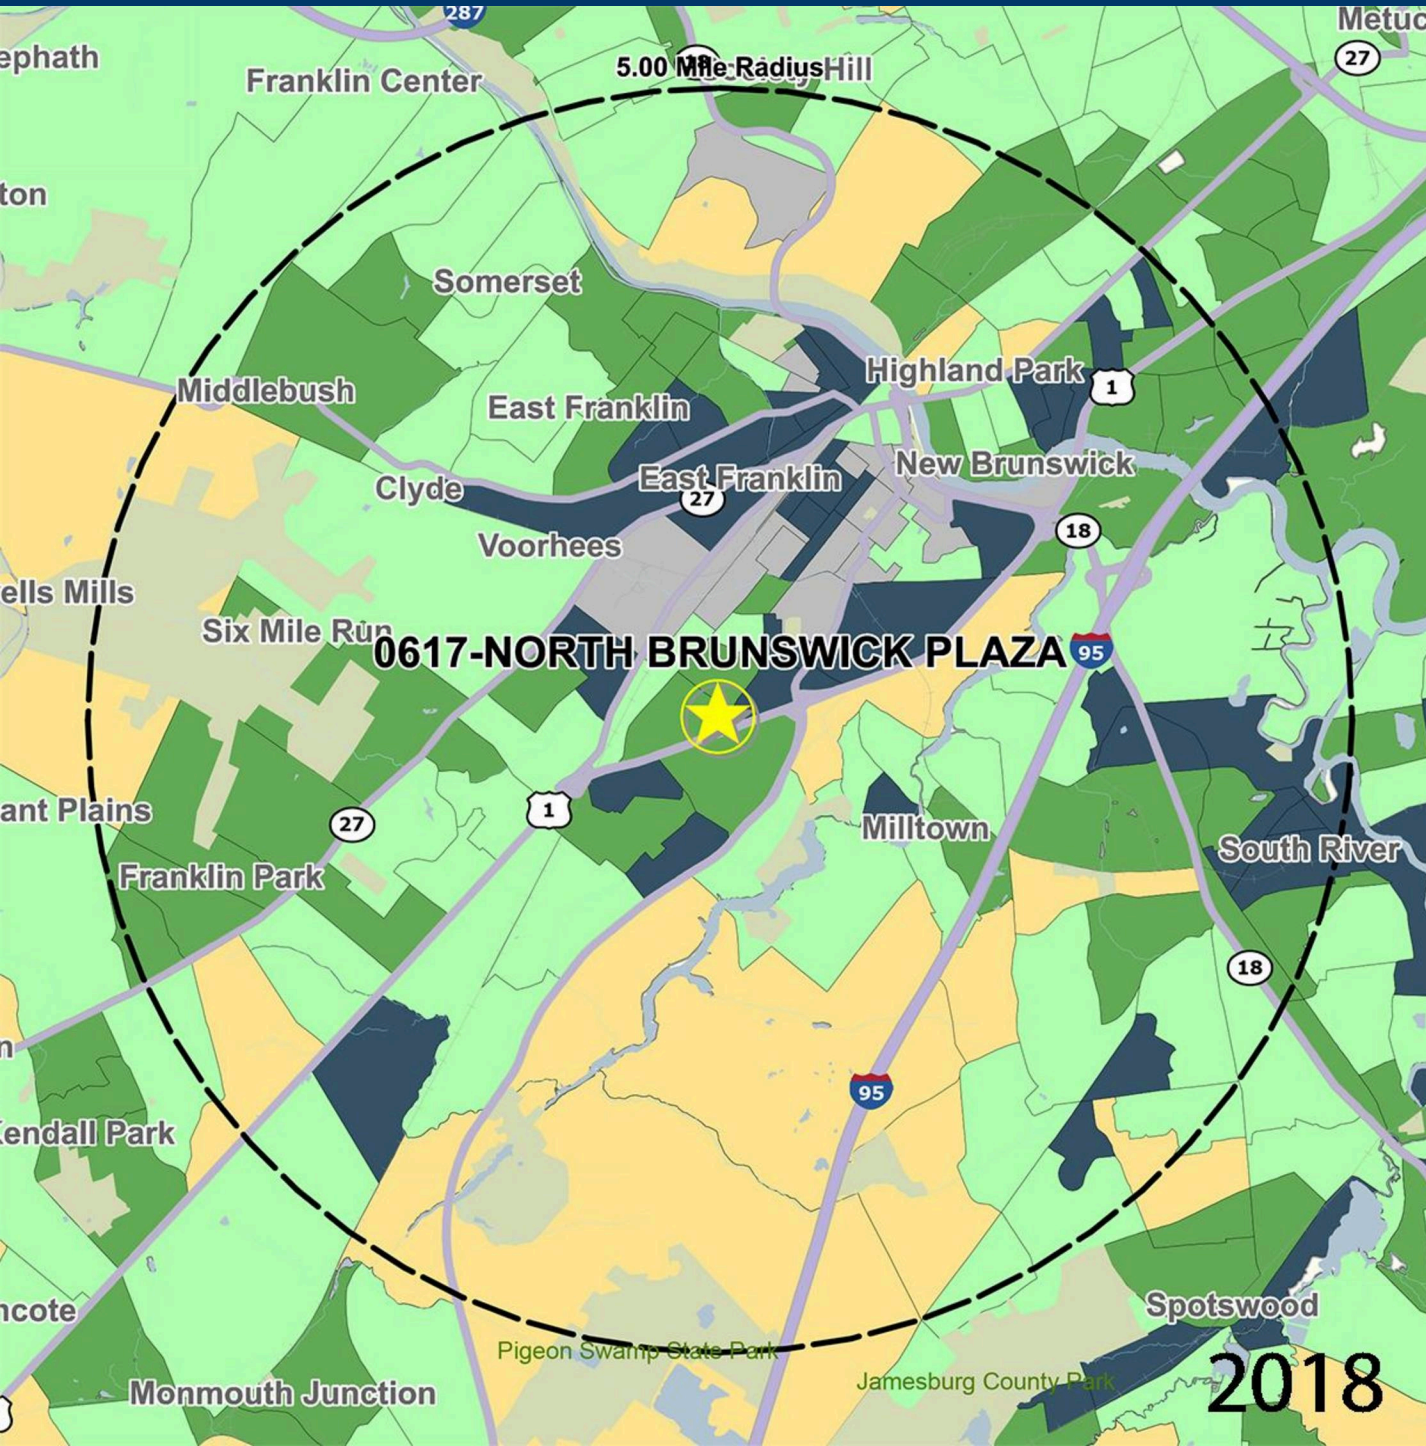 287
Metuc
27
ephath
Franklin Center
18
5.00 Mile Radius
Hill
ton
Somerset
Middlebush
Highland Park
1
East Franklin
New Brunswick
Clyde
East Franklin
27
18
Voorhees
ells Mills
Six Mile Run
0617-NORTH BRUNSWICK PLAZA
95
ant Plains
1
27
Milltown
South River
Franklin Park
18
n
95
Kendall Park
ncote
Spotswood
Pigeon Swamp State Park
Jamesburg County Park
2018
Monmouth Junction